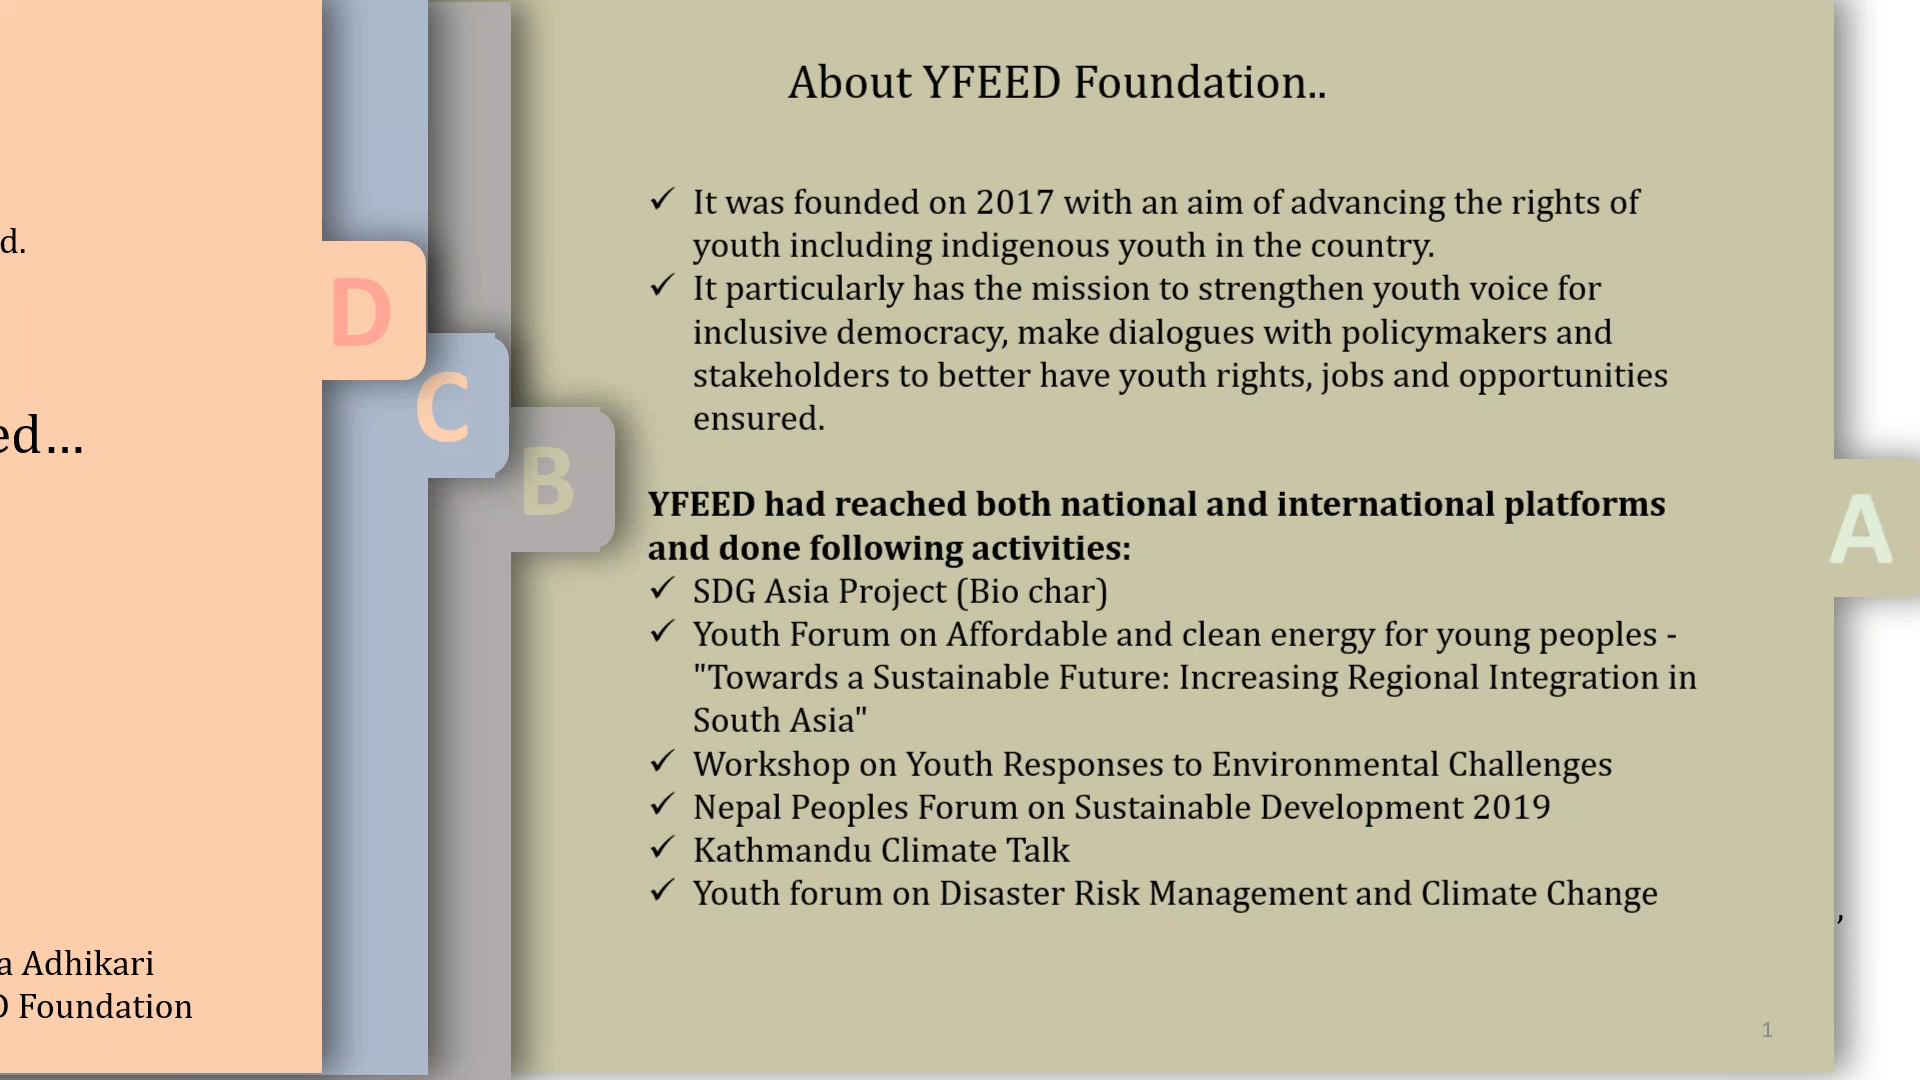 d.
ed...
a Adhikari
D Foundation
D
C
B
About YFEED Foundation..
✓ It was founded on 2017 with an aim of advancing the rights of
youth including indigenous youth in the country.
✓ It particularly has the mission to strengthen youth voice for
inclusive democracy, make dialogues with policymakers and
stakeholders to better have youth rights, jobs and opportunities
ensured.
YFEED had reached both national and international platforms
and done following activities:
✓ SDG Asia Project (Bio char)
✓ Youth Forum on Affordable and clean energy for young peoples -
"Towards a Sustainable Future: Increasing Regional Integration in
South Asia"
✓ Workshop on Youth Responses to Environmental Challenges
✓ Nepal Peoples Forum on Sustainable Development 2019
✓ Kathmandu Climate Talk
✓ Youth forum on Disaster Risk Management and Climate Change
1
A
,